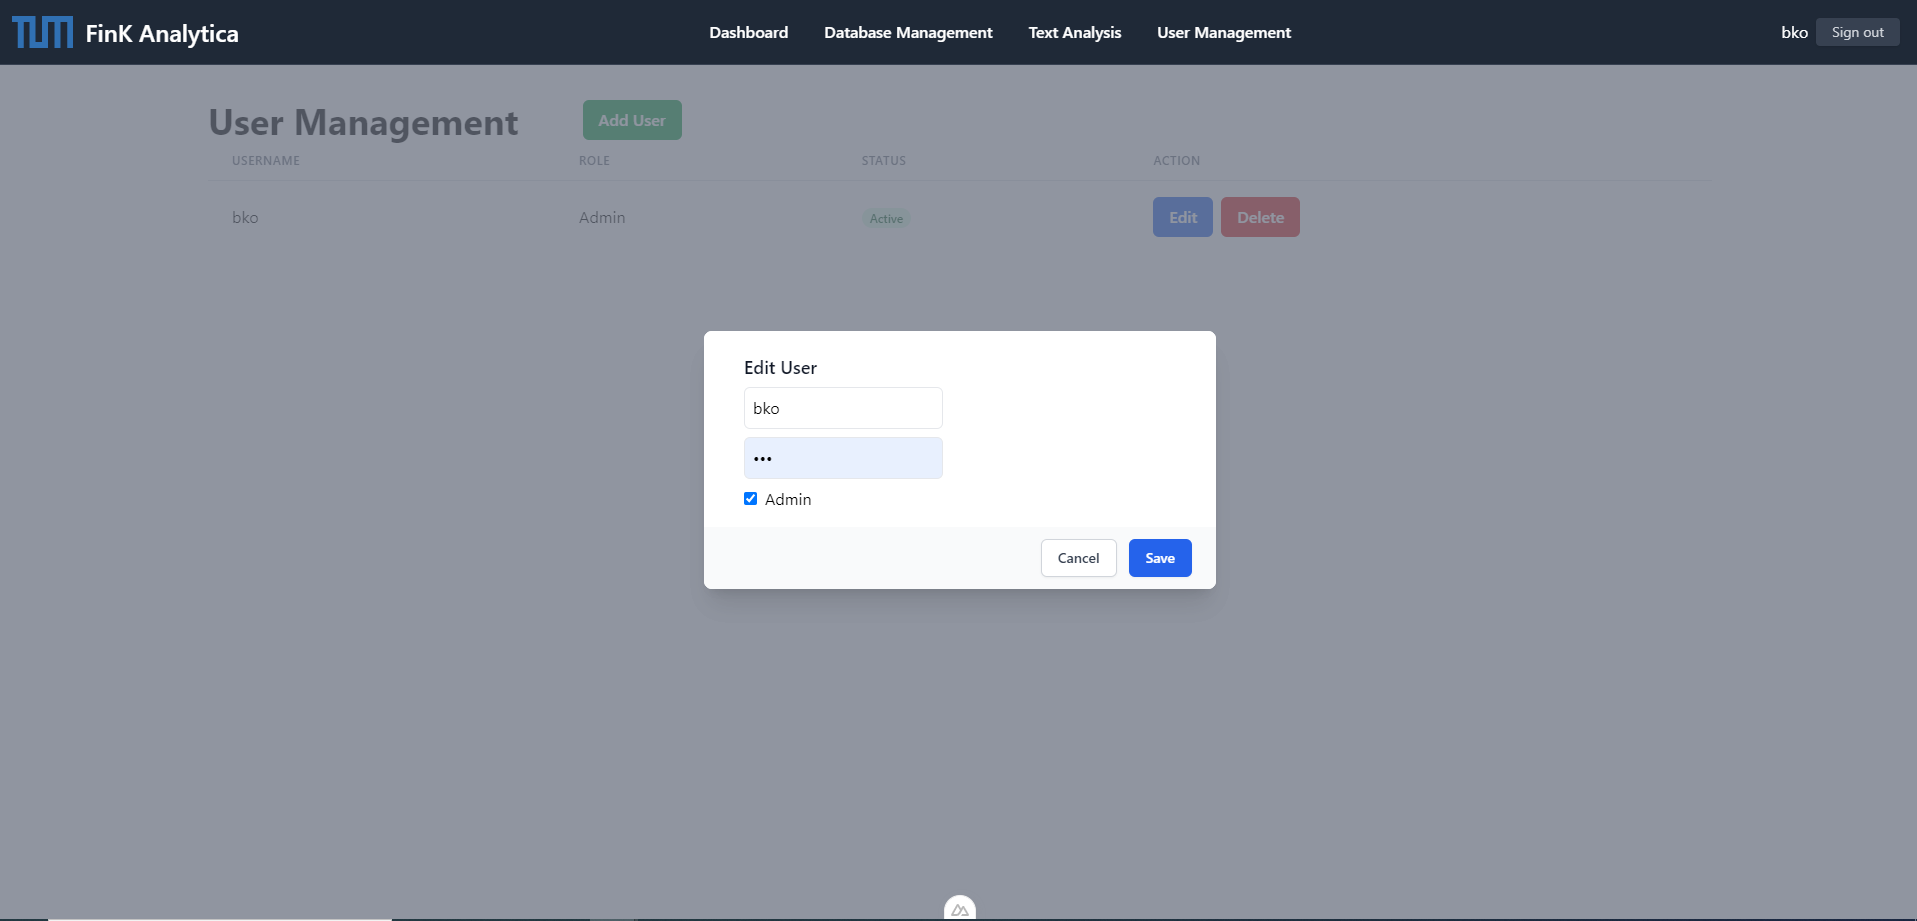 TUM FinK Analytica Dashboard Database Management Text Analysis User Management bko Sign out
User Management Add User
USERNAME ROLE STATUS ACTION
bko Admin Active Edit Delete
Edit User
bko
•••
Admin
Cancel Save